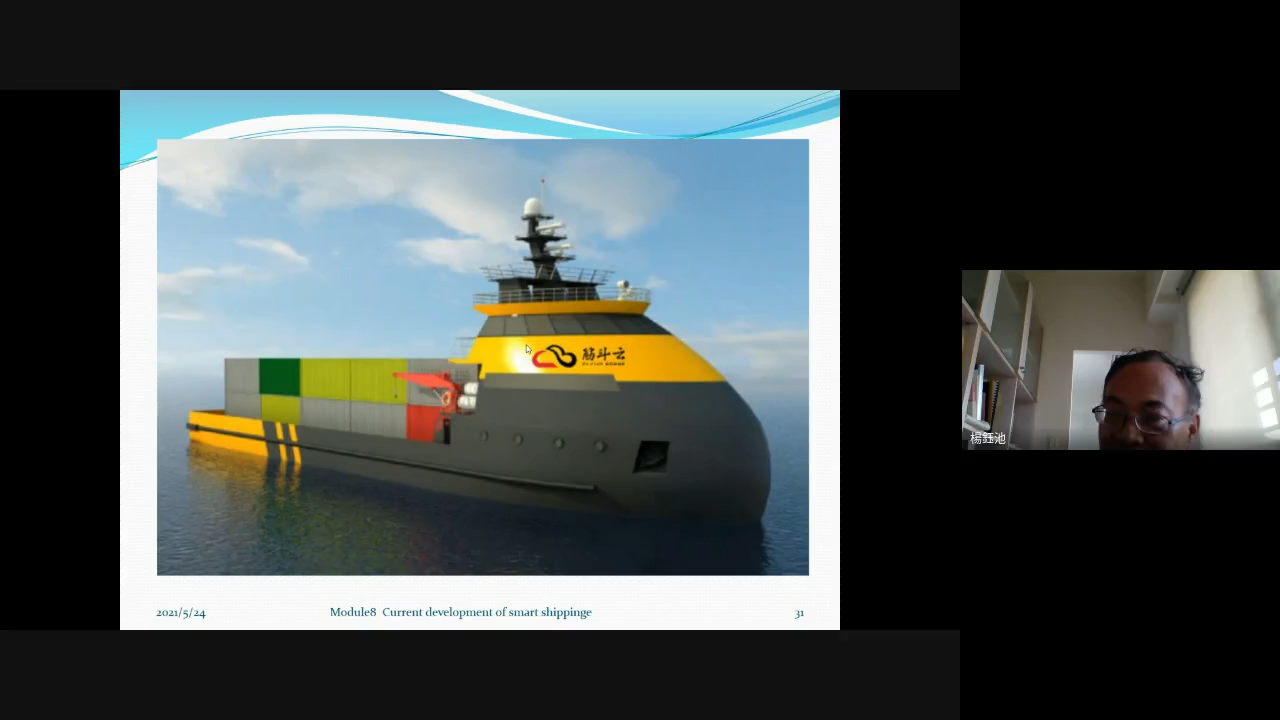 筋斗云
2021/5/24
Module8 Current development of smart shippinge
31
楊鈺池